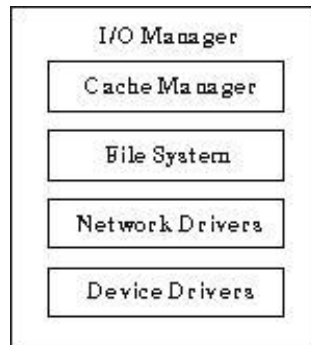 I/O Manager
Cache Manager
File System
Network Drivers
Device Drivers